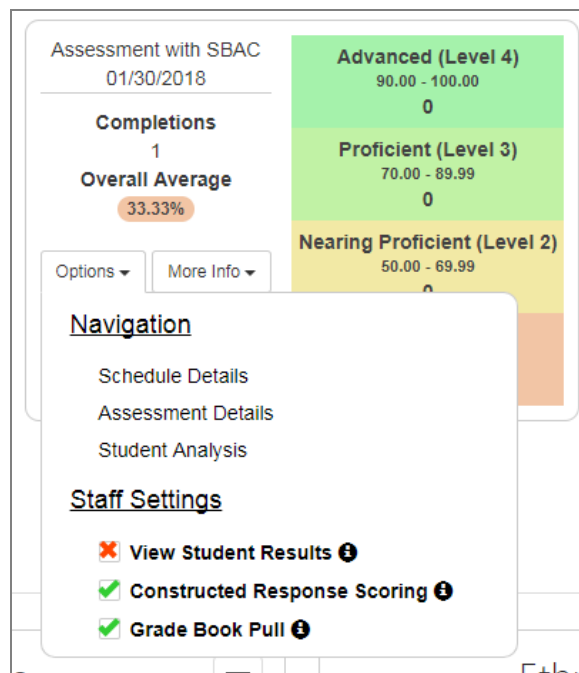 Assessment with SBAC
01/30/2018
Completions
1
Overall Average
33.33%
Options
More Info
Advanced (Level 4)
90.00 - 100.00
0
Proficient (Level 3)
70.00 - 89.99
0
Nearing Proficient (Level 2)
50.00 - 69.99
0
Navigation
Schedule Details
Assessment Details
Student Analysis
Staff Settings
View Student Results
Constructed Response Scoring
Grade Book Pull